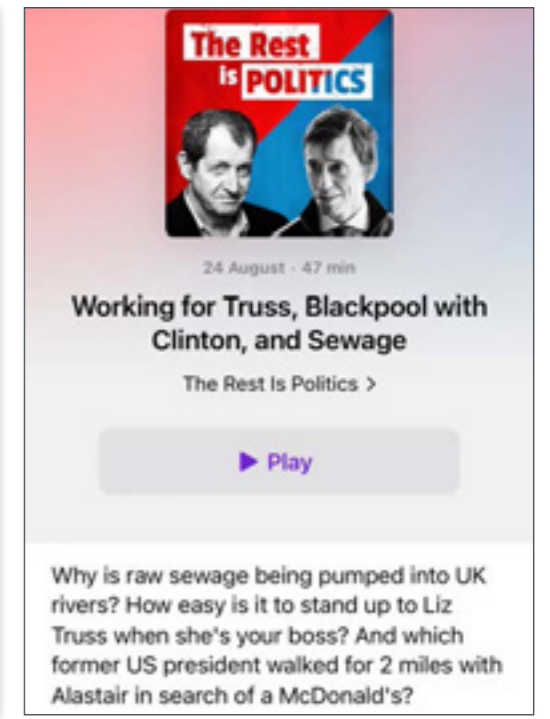 The Rest
is POLITICS
24 August · 47 min
Working for Truss, Blackpool with
Clinton, and Sewage
The Rest Is Politics >
Play
Why is raw sewage being pumped into UK
rivers? How easy is it to stand up to Liz
Truss when she's your boss? And which
former US president walked for 2 miles with
Alastair in search of a McDonald's?